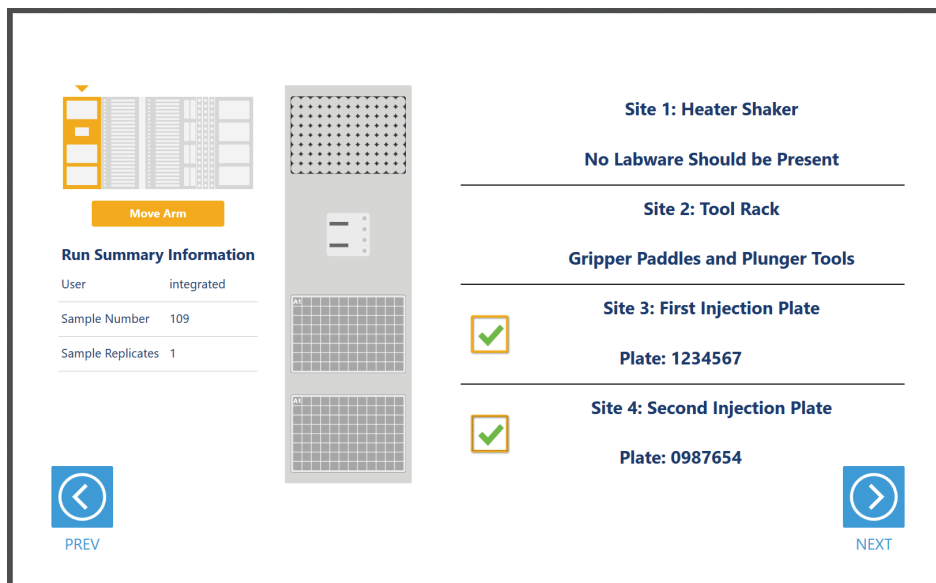 Move Arm
Run Summary Information
User integrated
Sample Number 109
Sample Replicates 1
A1
A1
Site 1: Heater Shaker
No Labware Should be Present
Site 2: Tool Rack
Gripper Paddles and Plunger Tools
Site 3: First Injection Plate
Plate: 1234567
Site 4: Second Injection Plate
Plate: 0987654
PREV
NEXT